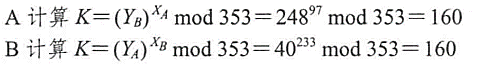 A 计算 K=(Y_B)^{X_A} mod 353=248^{97} mod 353=160
B 计算 K=(Y_A)^{X_B} mod 353=40^{233} mod 353=160